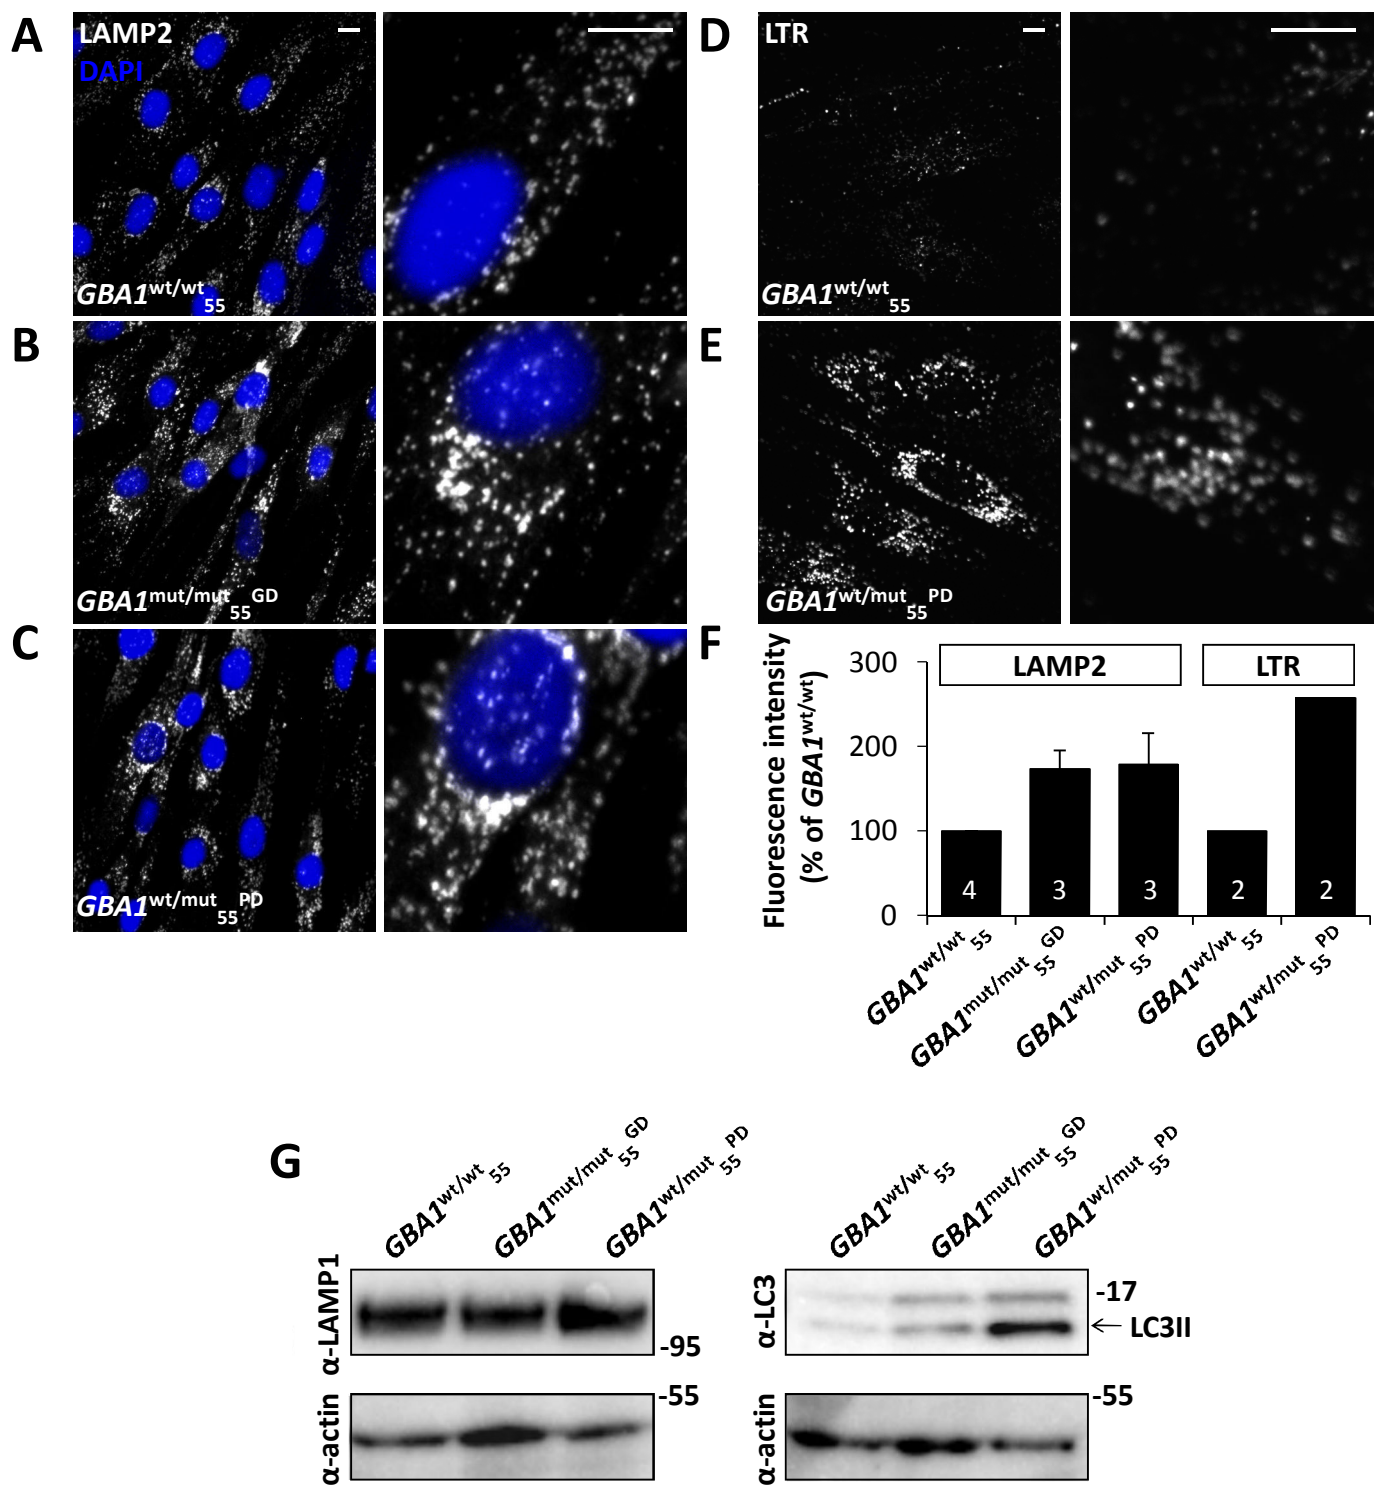 A
LAMP2
DAPI
GBA1wt/wt55
D
LTR
GBA1wt/wt55
B
GBA1mut/mut55GD
E
GBA1wt/mut55PD
C
GBA1wt/mut55PD
F
Fluorescence intensity
(% of GBA1wt/wt)
LAMP2
LTR
300
200
100
0
4
3
3
2
2
GBA1wt/wt55
GBA1mut/mut55GD
GBA1wt/mut55PD
GBA1wt/wt55
GBA1wt/mut55PD
G
GBA1wt/wt55
GBA1mut/mut55GD
GBA1wt/mut55PD
α-LAMP1
-95
α-actin
-55
GBA1wt/wt55
GBA1mut/mut55GD
GBA1wt/mut55PD
α-LC3
-17
LC3II
α-actin
-55